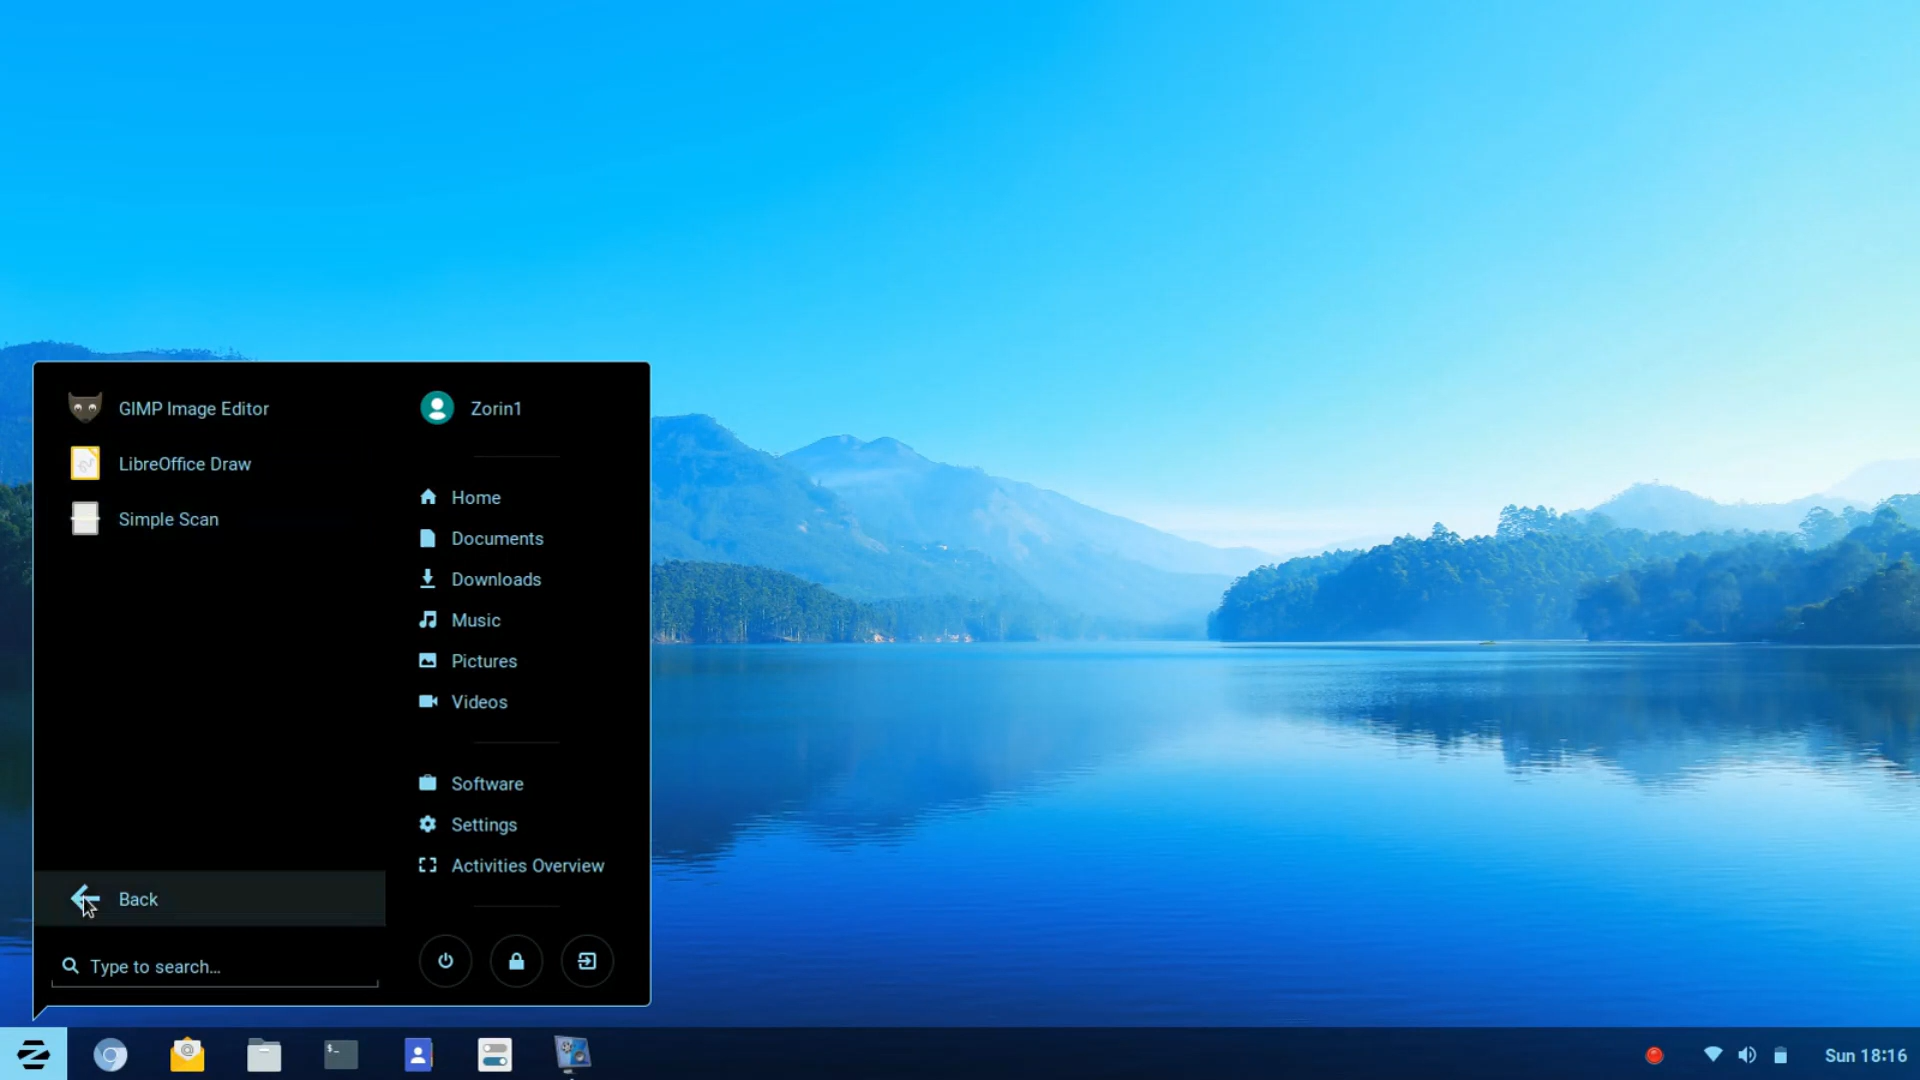 GIMP Image Editor
LibreOffice Draw
Simple Scan
Back
Type to search...
Zorin1
Home
Documents
Downloads
Music
Pictures
Videos
Software
Settings
Activities Overview
Sun 18:16